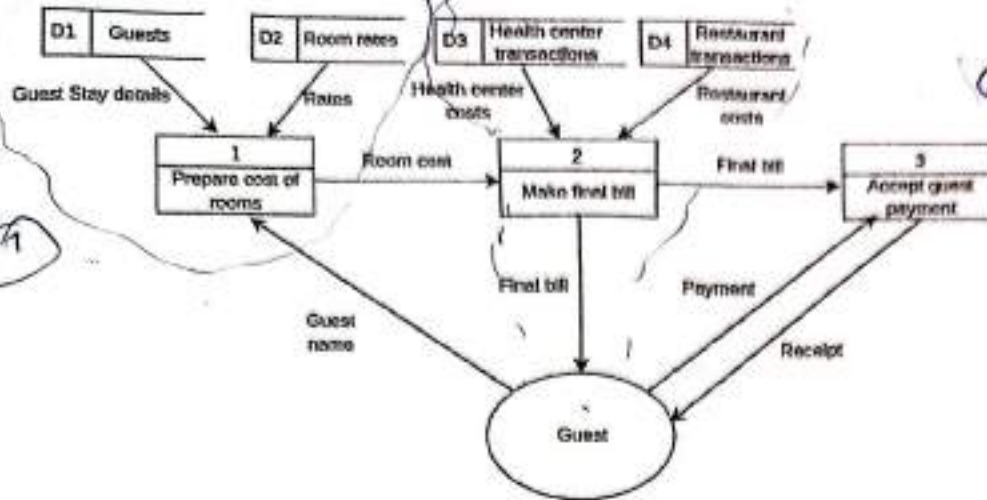 D1 Guests
D2 Room rates
D3 Health center
transactions
D4 Restaurant
transactions
Guest Stay details
Rates
Health center
costs
Restaurant
costs
1
Prepare cost of
rooms
Room cost
2
Make final bill
Final bill
3
Accept guest
payment
Final bill
Guest
name
Payment
Receipt
Guest